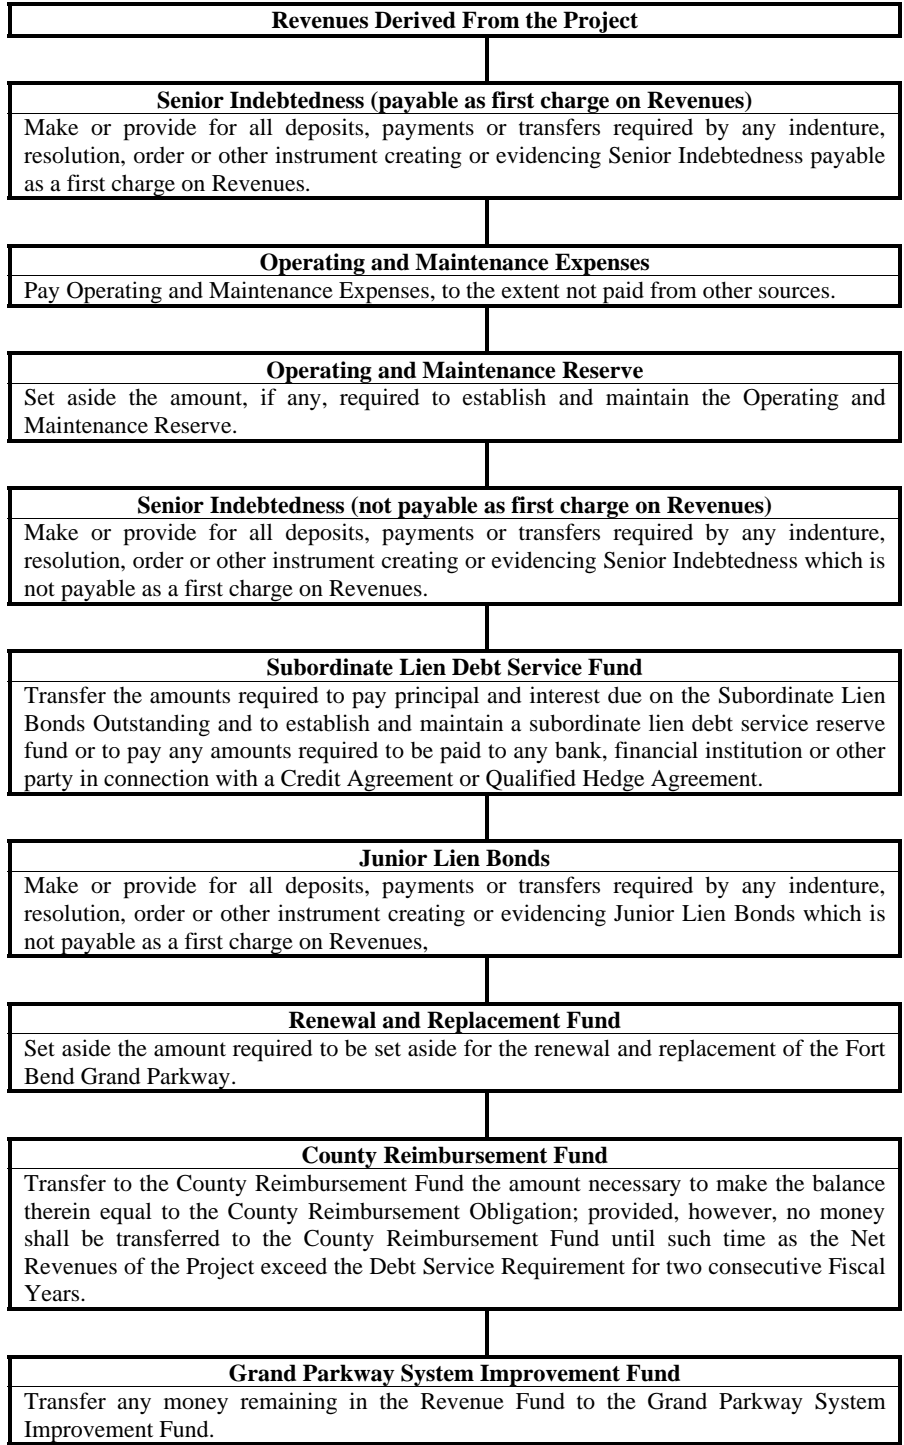 Revenues Derived From the Project
Senior Indebtedness (payable as first charge on Revenues)
Make or provide for all deposits, payments or transfers required by any indenture,
resolution, order or other instrument creating or evidencing Senior Indebtedness payable
as a first charge on Revenues.
Operating and Maintenance Expenses
Pay Operating and Maintenance Expenses, to the extent not paid from other sources.
Operating and Maintenance Reserve
Set aside the amount, if any, required to establish and maintain the Operating and
Maintenance Reserve.
Senior Indebtedness (not payable as first charge on Revenues)
Make or provide for all deposits, payments or transfers required by any indenture,
resolution, order or other instrument creating or evidencing Senior Indebtedness which is
not payable as a first charge on Revenues.
Subordinate Lien Debt Service Fund
Transfer the amounts required to pay principal and interest due on the Subordinate Lien
Bonds Outstanding and to establish and maintain a subordinate lien debt service reserve
fund or to pay any amounts required to be paid to any bank, financial institution or other
party in connection with a Credit Agreement or Qualified Hedge Agreement.
Junior Lien Bonds
Make or provide for all deposits, payments or transfers required by any indenture,
resolution, order or other instrument creating or evidencing Junior Lien Bonds which is
not payable as a first charge on Revenues,
Renewal and Replacement Fund
Set aside the amount required to be set aside for the renewal and replacement of the Fort
Bend Grand Parkway.
County Reimbursement Fund
Transfer to the County Reimbursement Fund the amount necessary to make the balance
therein equal to the County Reimbursement Obligation; provided, however, no money
shall be transferred to the County Reimbursement Fund until such time as the Net
Revenues of the Project exceed the Debt Service Requirement for two consecutive Fiscal
Years.
Grand Parkway System Improvement Fund
Transfer any money remaining in the Revenue Fund to the Grand Parkway System
Improvement Fund.